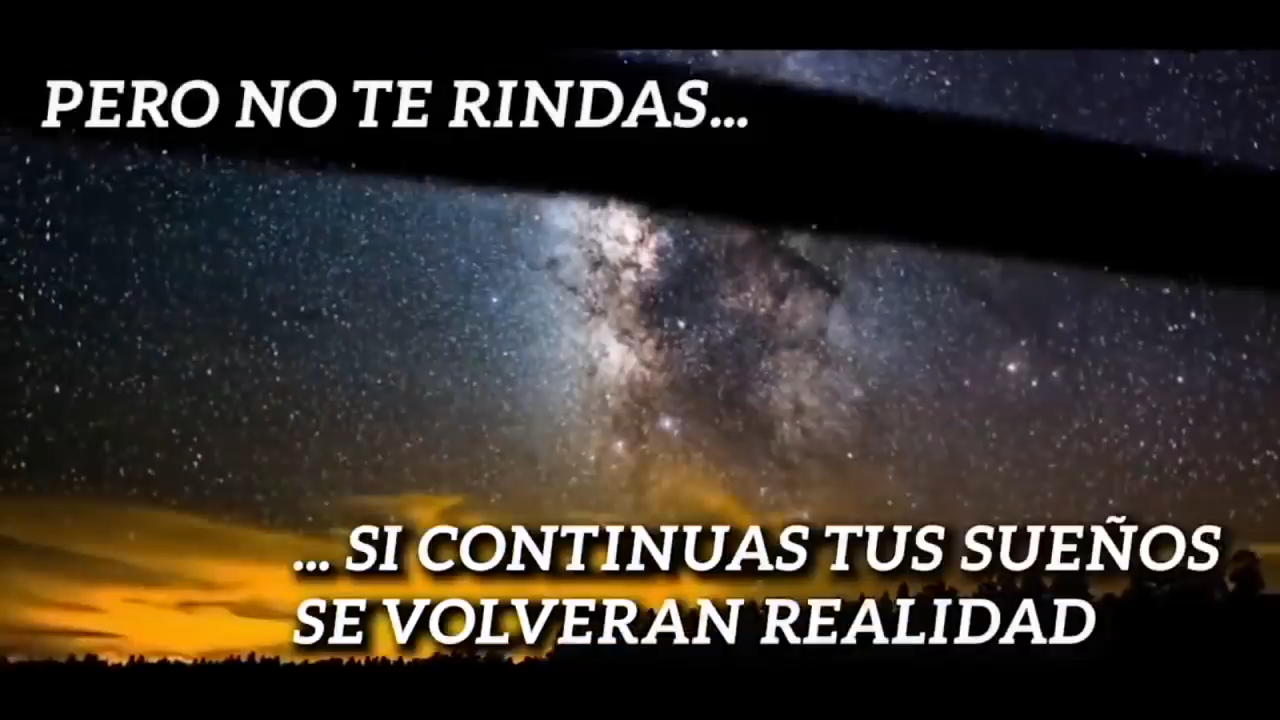 PERO NO TE RINDAS...
... SI CONTINUAS TUS SUEÑOS
SE VOLVERAN REALIDAD